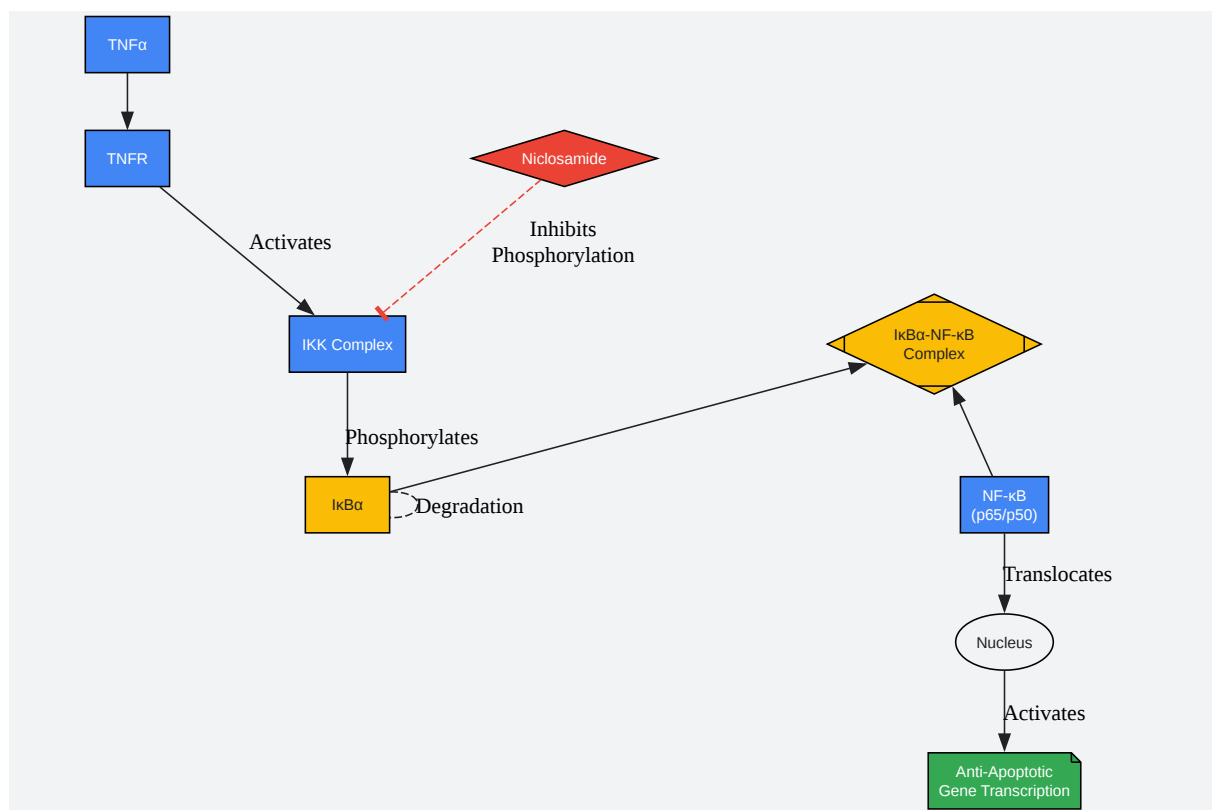 TNFα
TNFR
Niclosamide
Activates
Inhibits
Phosphorylation
IKK Complex
IκBα-NF-κB
Complex
Phosphorylates
IκBα
Degradation
NF-κB
(p65/p50)
Translocates
Nucleus
Activates
Anti-Apoptotic
Gene Transcription